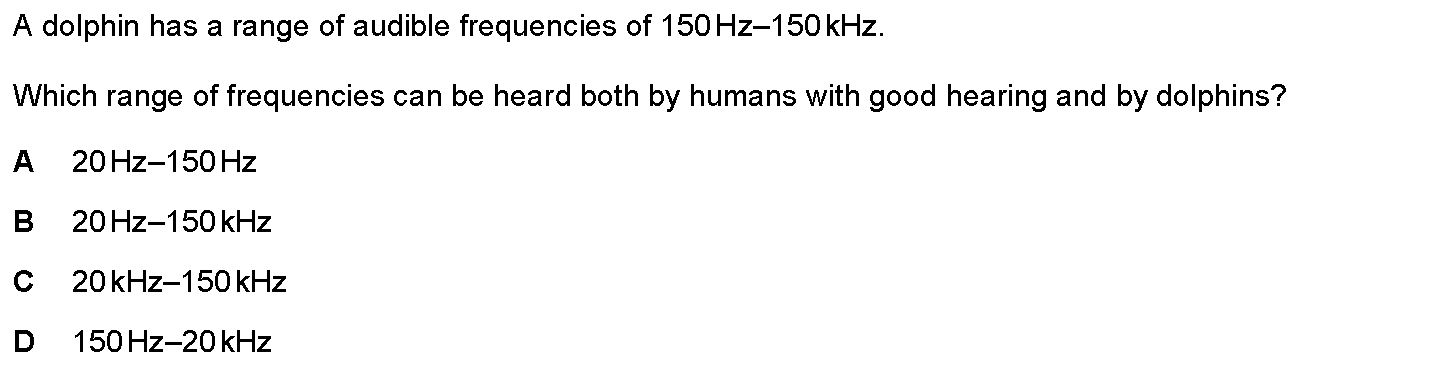 A dolphin has a range of audible frequencies of 150 Hz–150 kHz.
Which range of frequencies can be heard both by humans with good hearing and by dolphins?
A 20 Hz–150 Hz
B 20 Hz–150 kHz
C 20 kHz–150 kHz
D 150 Hz–20 kHz